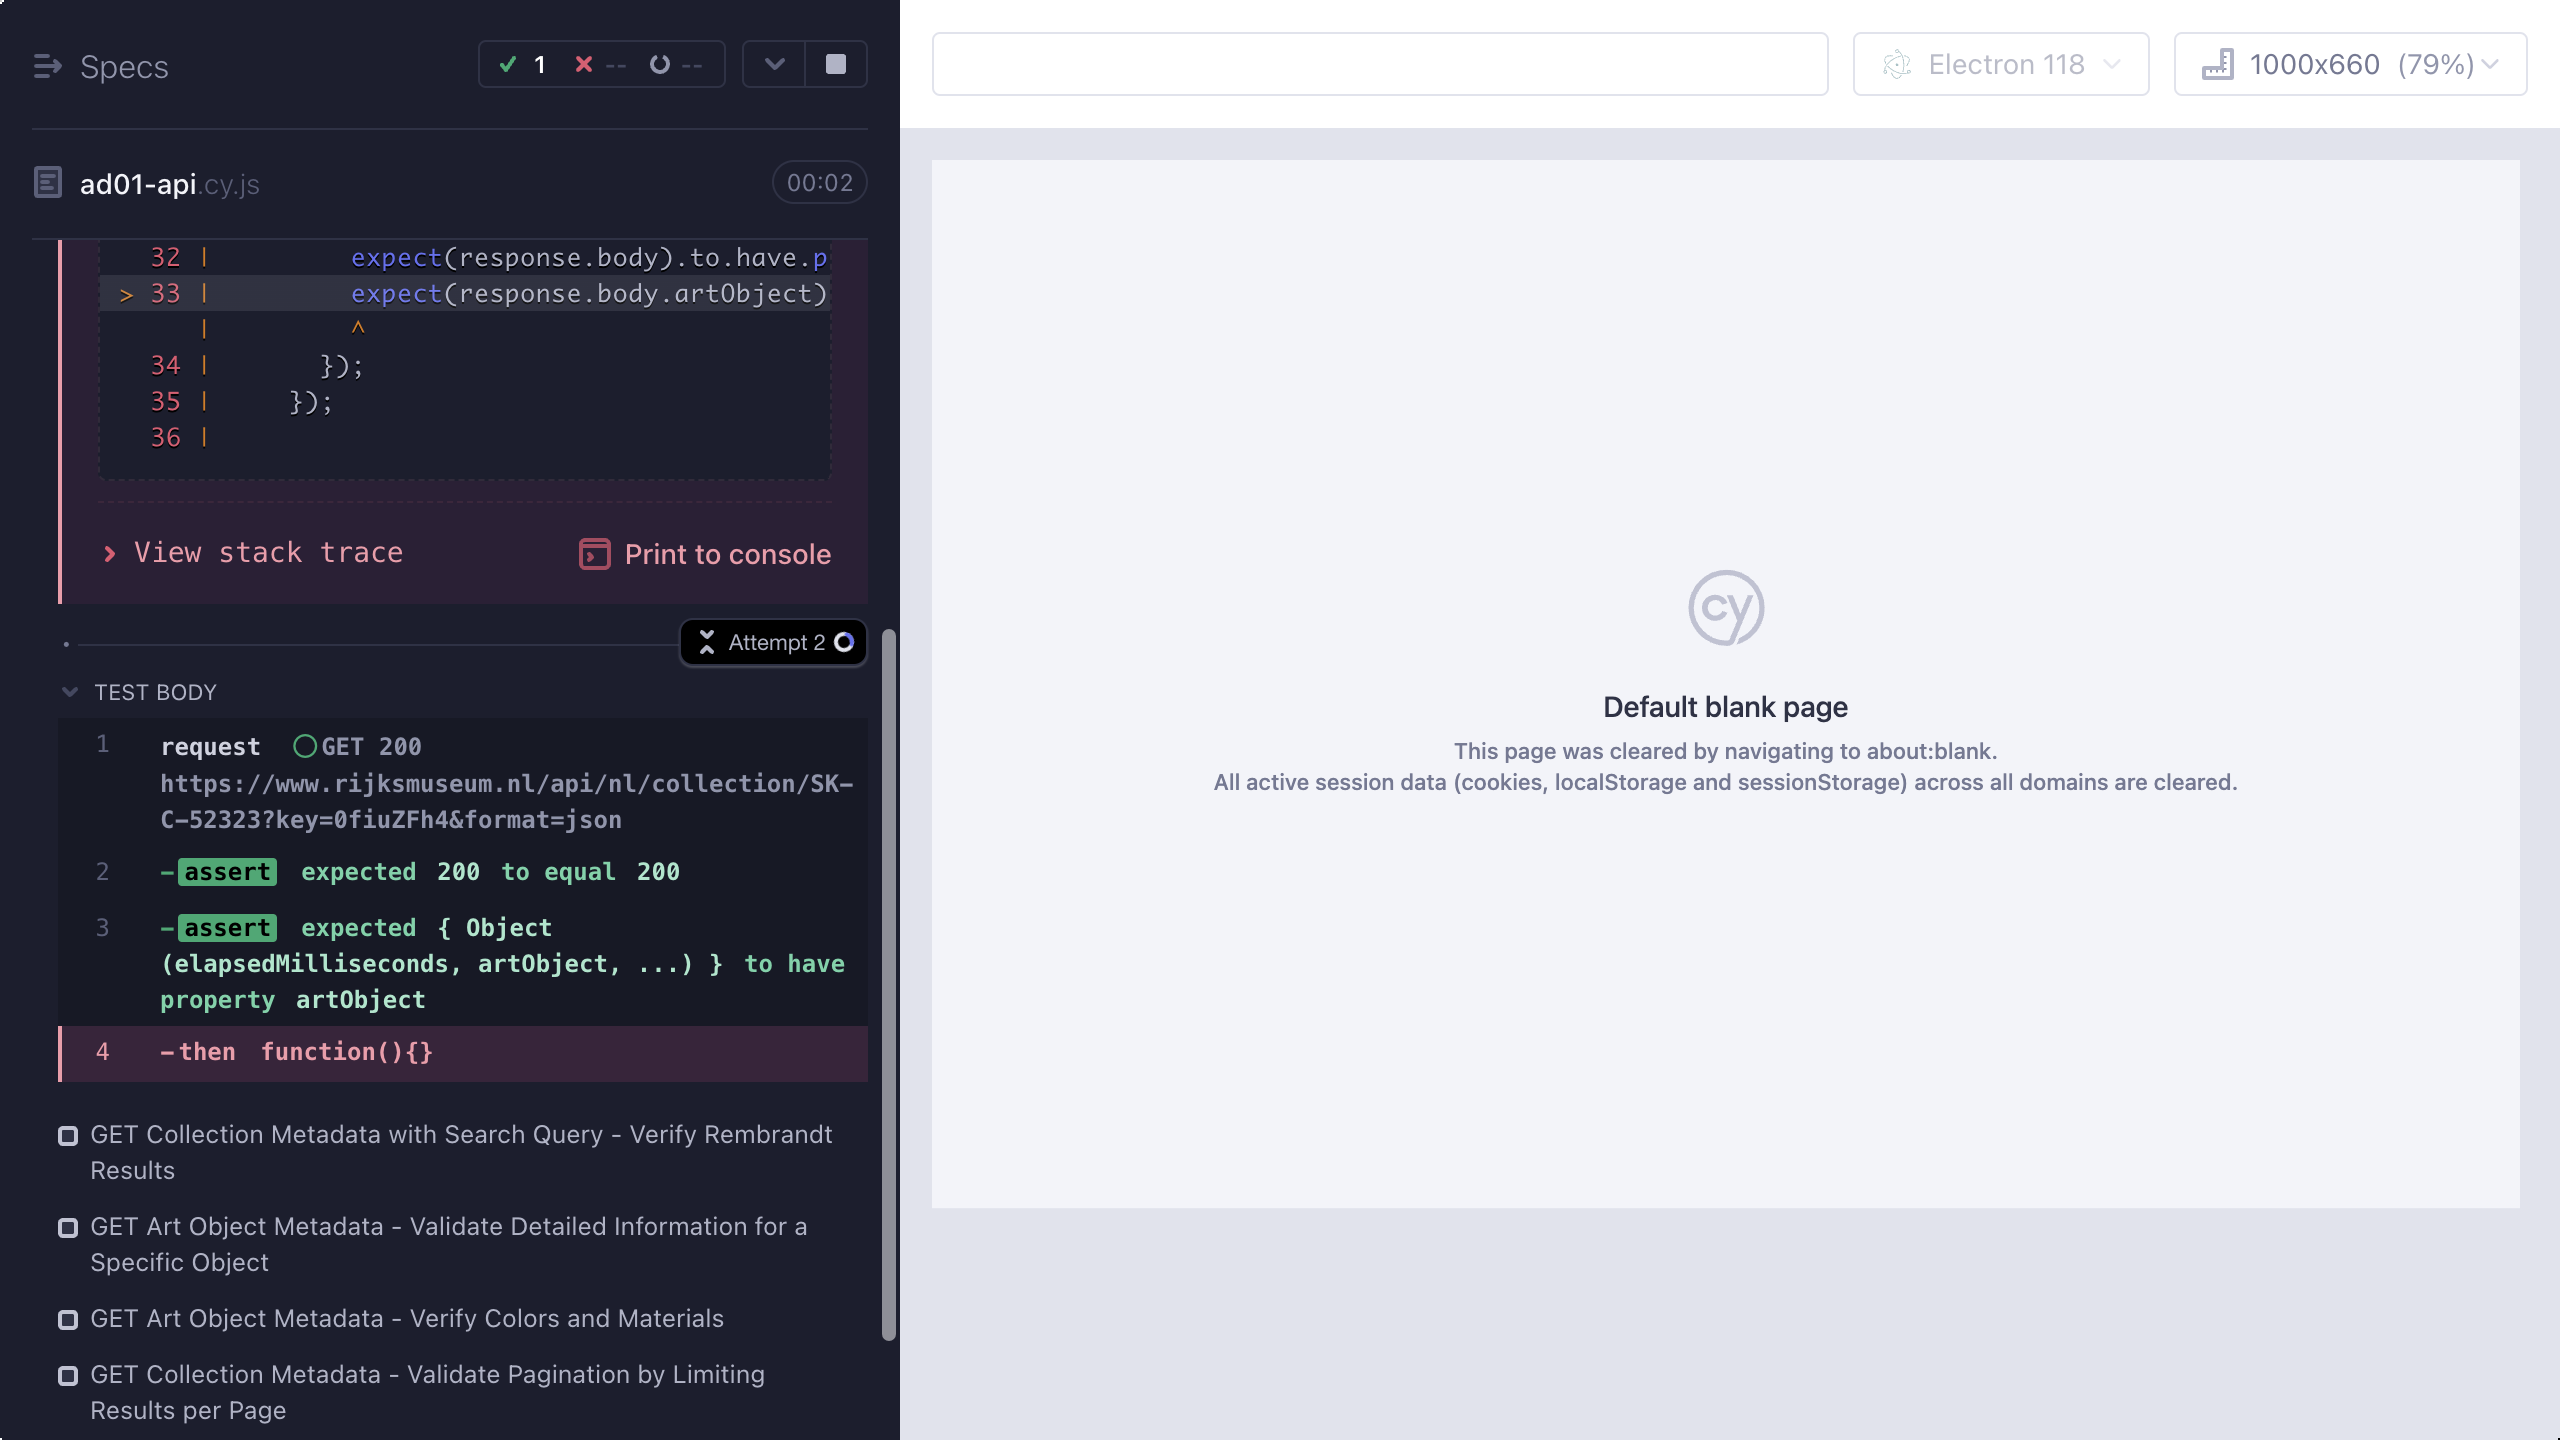 Specs
1 -- --
ad01-api.cy.js
00:02
32 | expect(response.body).to.have.p
> 33 | expect(response.body.artObject)
| ^
34 | });
35 | });
36 |
View stack trace
Print to console
Attempt 2
TEST BODY
1 request GET 200
https://www.rijksmuseum.nl/api/nl/collection/SK-
C-52323?key=0fiuZFh4&format=json
2 -assert expected 200 to equal 200
3 -assert expected { Object
(elapsedMilliseconds, artObject, ...) } to have
property artObject
4 -then function(){}
GET Collection Metadata with Search Query - Verify Rembrandt
Results
GET Art Object Metadata - Validate Detailed Information for a
Specific Object
GET Art Object Metadata - Verify Colors and Materials
GET Collection Metadata - Validate Pagination by Limiting
Results per Page
Electron 118
1000x660 (79%)
cy
Default blank page
This page was cleared by navigating to about:blank.
All active session data (cookies, localStorage and sessionStorage) across all domains are cleared.